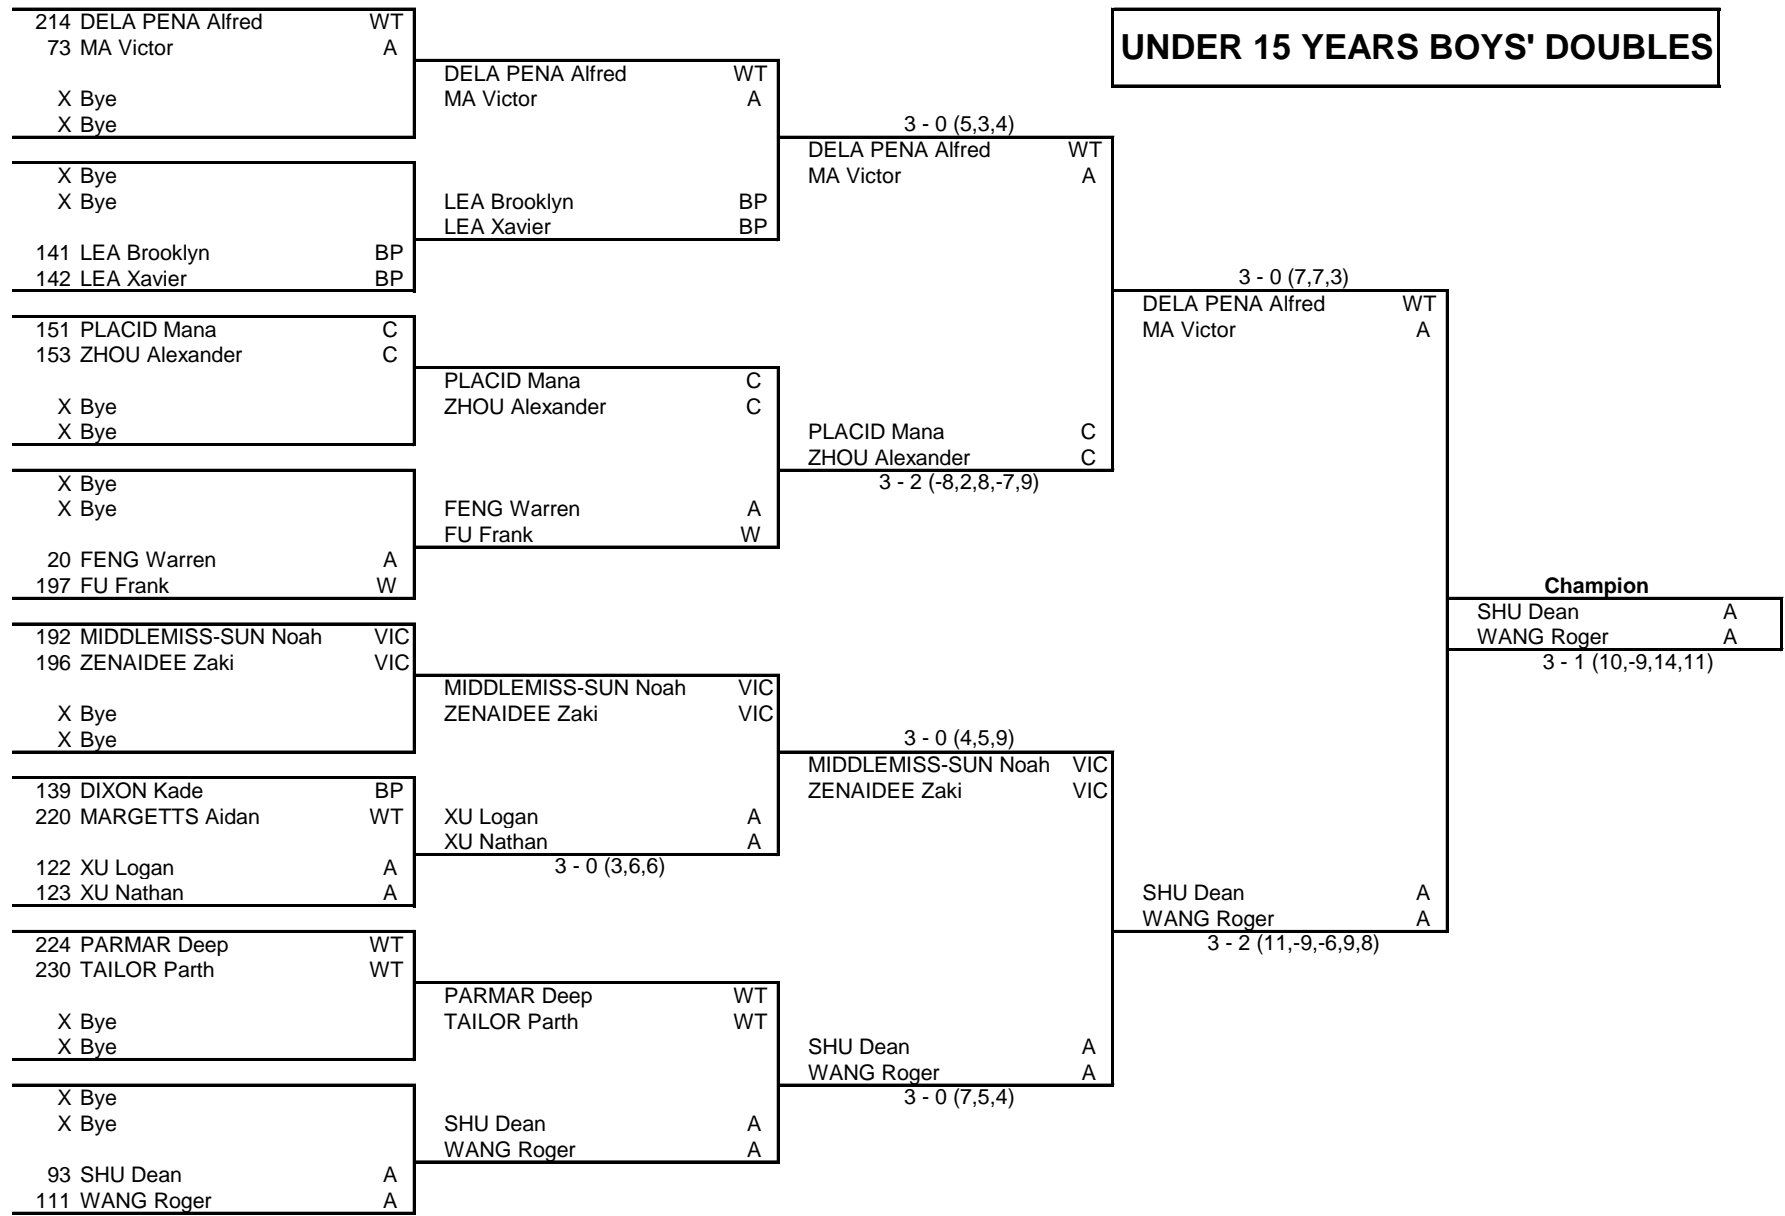 UNDER 15 YEARS BOYS' DOUBLES
214 DELA PENA Alfred WT
73 MA Victor A
X Bye
X Bye
X Bye
X Bye
141 LEA Brooklyn BP
142 LEA Xavier BP
151 PLACID Mana C
153 ZHOU Alexander C
X Bye
X Bye
X Bye
X Bye
20 FENG Warren A
197 FU Frank W
192 MIDDLEMISS-SUN Noah VIC
196 ZENAIDEE Zaki VIC
X Bye
X Bye
139 DIXON Kade BP
220 MARGETTS Aidan WT
122 XU Logan A
123 XU Nathan A
224 PARMAR Deep WT
230 TAILOR Parth WT
X Bye
X Bye
X Bye
X Bye
93 SHU Dean A
111 WANG Roger A
DELA PENA Alfred WT
MA Victor A
LEA Brooklyn BP
LEA Xavier BP
PLACID Mana C
ZHOU Alexander C
FENG Warren A
FU Frank W
MIDDLEMISS-SUN Noah VIC
ZENAIDEE Zaki VIC
XU Logan A
XU Nathan A
3 - 0 (3,6,6)
PARMAR Deep WT
TAILOR Parth WT
SHU Dean A
WANG Roger A
3 - 0 (5,3,4)
DELA PENA Alfred WT
MA Victor A
PLACID Mana C
ZHOU Alexander C
3 - 2 (-8,2,8,-7,9)
3 - 0 (4,5,9)
MIDDLEMISS-SUN Noah VIC
ZENAIDEE Zaki VIC
SHU Dean A
WANG Roger A
3 - 0 (7,5,4)
3 - 0 (7,7,3)
DELA PENA Alfred WT
MA Victor A
SHU Dean A
WANG Roger A
3 - 2 (11,-9,-6,9,8)
Champion
SHU Dean A
WANG Roger A
3 - 1 (10,-9,14,11)